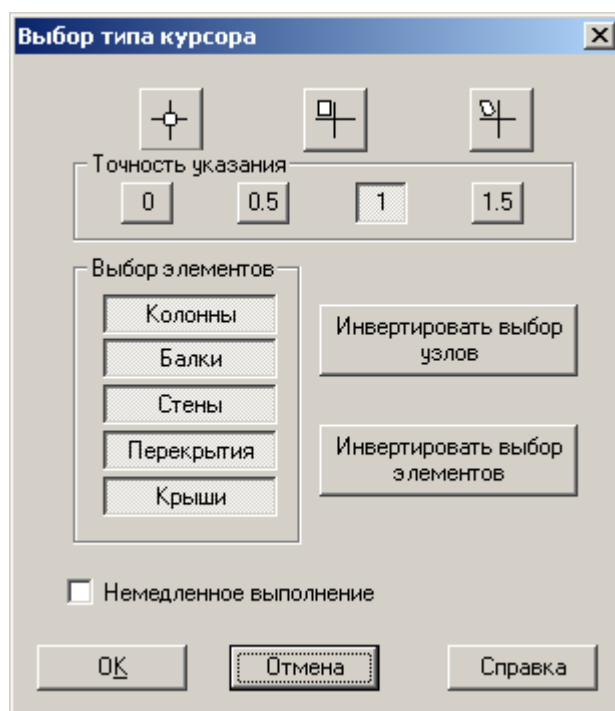 Выбор типа курсора
Точность указания
0 0.5 1 1.5
Выбор элементов
Колонны
Балки
Стены
Перекрытия
Крыши
Инвертировать выбор
узлов
Инвертировать выбор
элементов
Немедленное выполнение
OK Отмена Справка